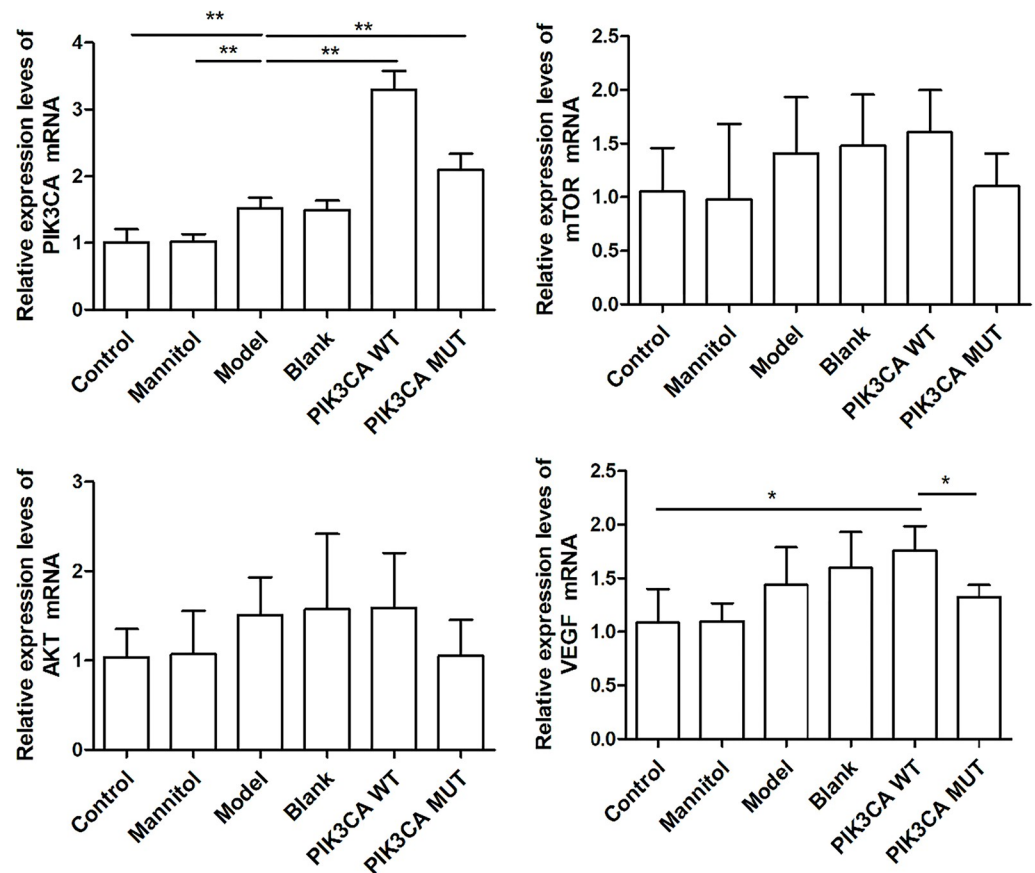 Relative expression leves of
PIK3CA mRNA
4
3
2
1
0
**
**
**
**
Control
Mannitol
Model
Blank
PIK3CA WT
PIK3CA MUT
Relative expression leves of
mTOR mRNA
2.5
2.0
1.5
1.0
0.5
0.0
Control
Mannitol
Model
Blank
PIK3CA WT
PIK3CA MUT
Relative expression leves of
AKT mRNA
3
2
1
0
Control
Mannitol
Model
Blank
PIK3CA WT
PIK3CA MUT
Relative expression leves of
VEGF mRNA
2.5
2.0
1.5
1.0
0.5
0.0
*
*
Control
Mannitol
Model
Blank
PIK3CA WT
PIK3CA MUT